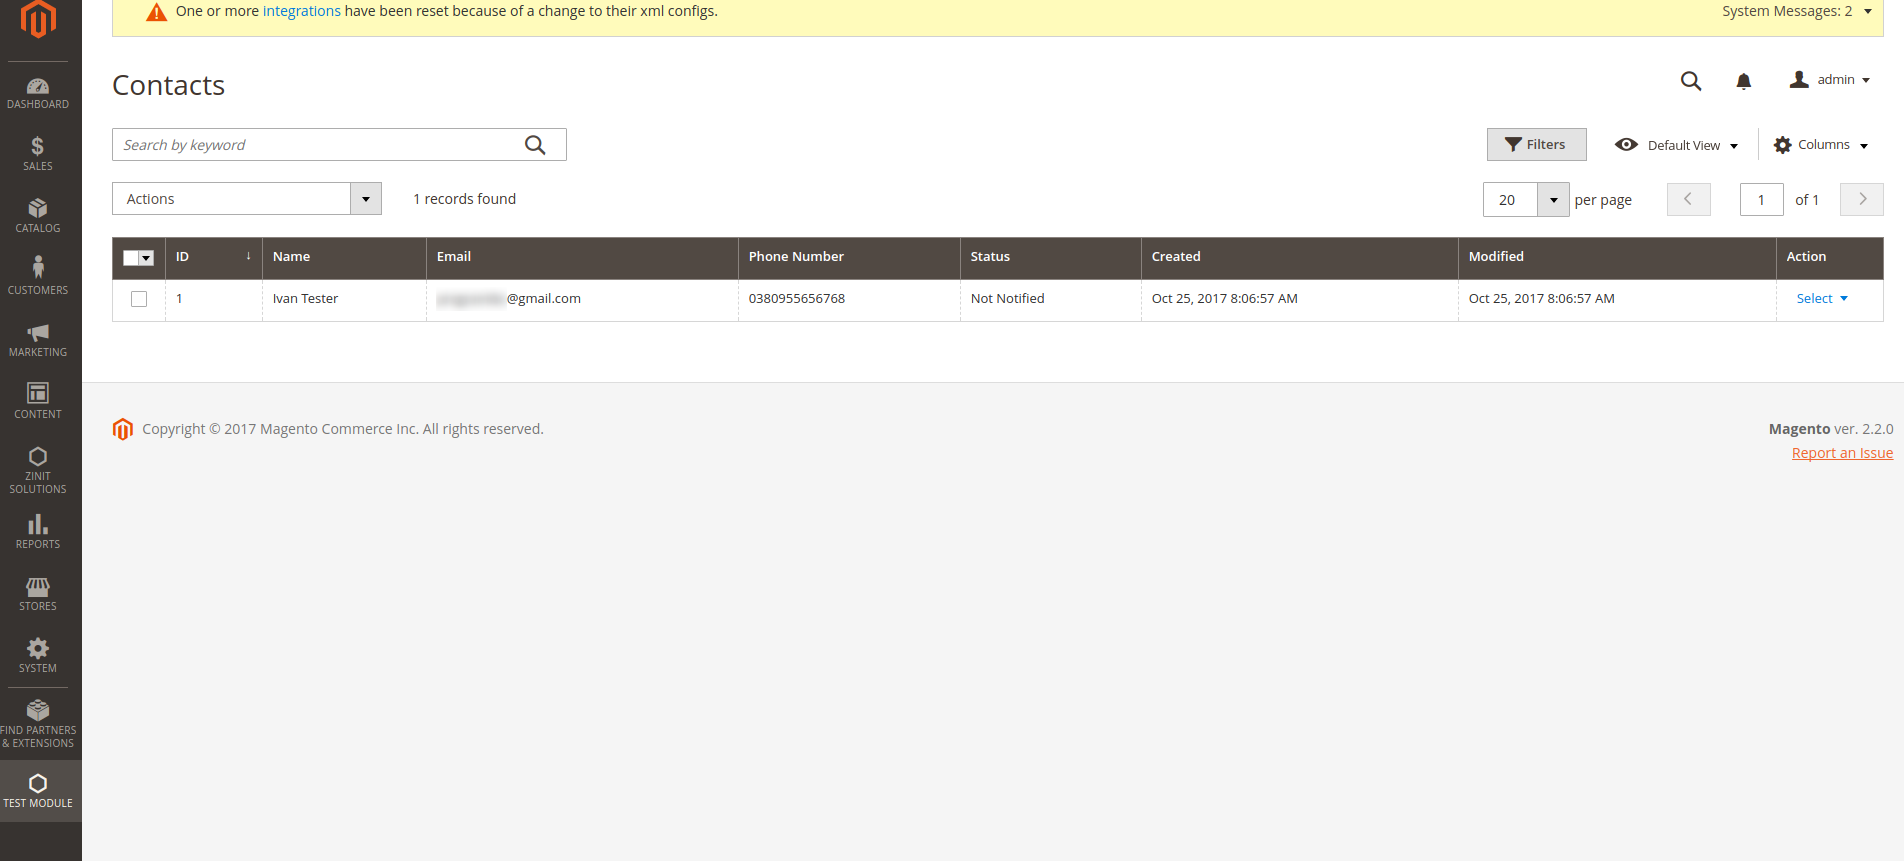 One or more integrations have been reset because of a change to their xml configs.
System Messages: 2
Contacts
admin
Search by keyword
Filters
Default View
Columns
Actions
1 records found
20
per page
1
of 1
ID ↓ Name Email Phone Number Status Created Modified Action
1 Ivan Tester @gmail.com 0380955656768 Not Notified Oct 25, 2017 8:06:57 AM Oct 25, 2017 8:06:57 AM Select
Copyright © 2017 Magento Commerce Inc. All rights reserved.
Magento ver. 2.2.0
Report an Issue
DASHBOARD
SALES
CATALOG
CUSTOMERS
MARKETING
CONTENT
ZINIT
SOLUTIONS
REPORTS
STORES
SYSTEM
FIND PARTNERS
& EXTENSIONS
TEST MODULE